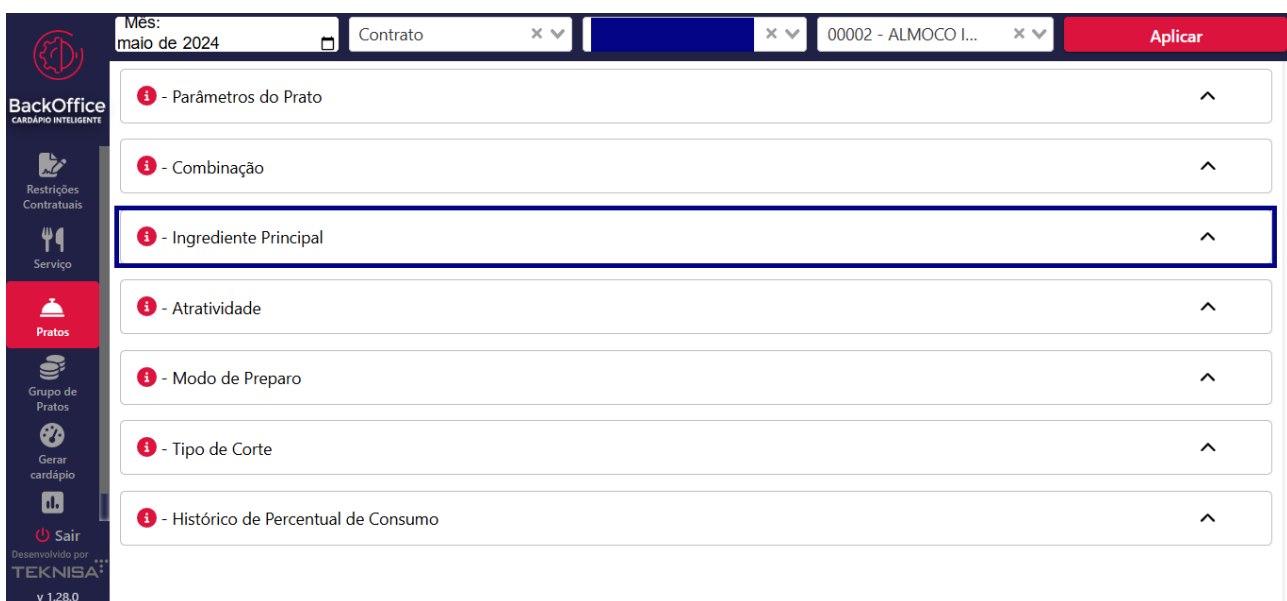 Mês:
maio de 2024
Contrato
00002 - ALMOCO I...
Aplicar
BackOffice
CARDÁPIO INTELIGENTE
Restrições
Contratuais
Serviço
Pratos
Grupo de
Pratos
Gerar
cardápio
Sair
Desenvolvido por
TEKNISA
v 1.28.0
- Parâmetros do Prato
- Combinação
- Ingrediente Principal
- Atratividade
- Modo de Preparo
- Tipo de Corte
- Histórico de Percentual de Consumo